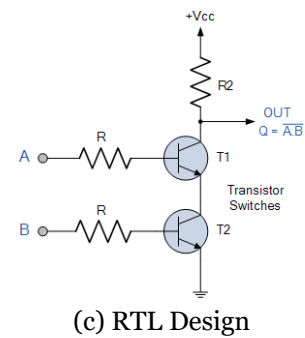 +Vcc
R2
OUT
Q = A̅.̅B̅
R
A
T1
Transistor
Switches
R
B
T2
(c) RTL Design